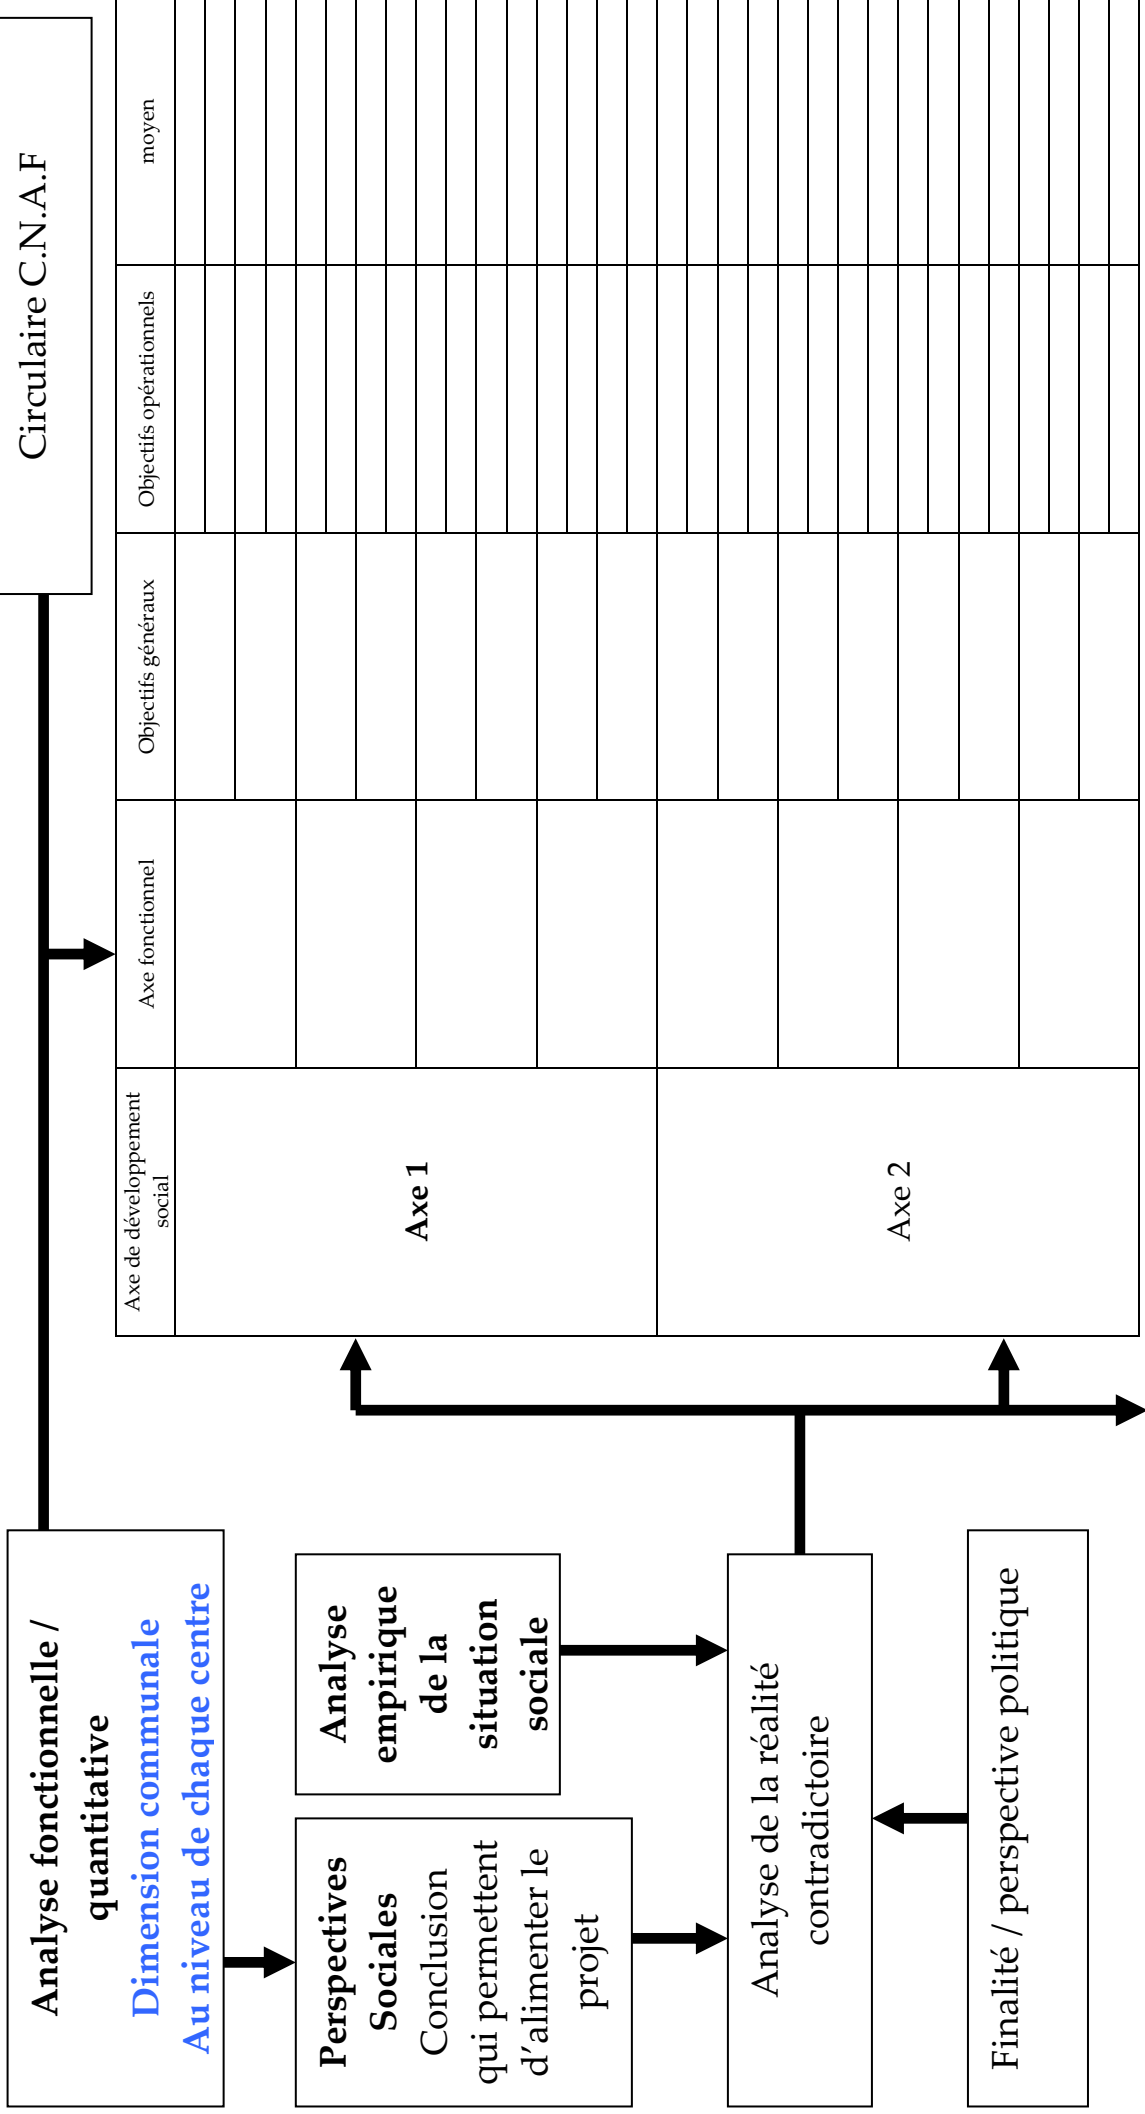 Analyse fonctionnelle /
quantitative
Dimension communale
Au niveau de chaque centre
Circulaire C.N.A.F
Perspectives
Sociales
Conclusion
qui permettent
d'alimenter le
projet
Analyse
empirique
de la
situation
sociale
Analyse de la réalité
contradictoire
Finalité / perspective politique
Axe de développement
social
Axe fonctionnel
Objectifs généraux
Objectifs opérationnels
moyen
Axe 1
Axe 2